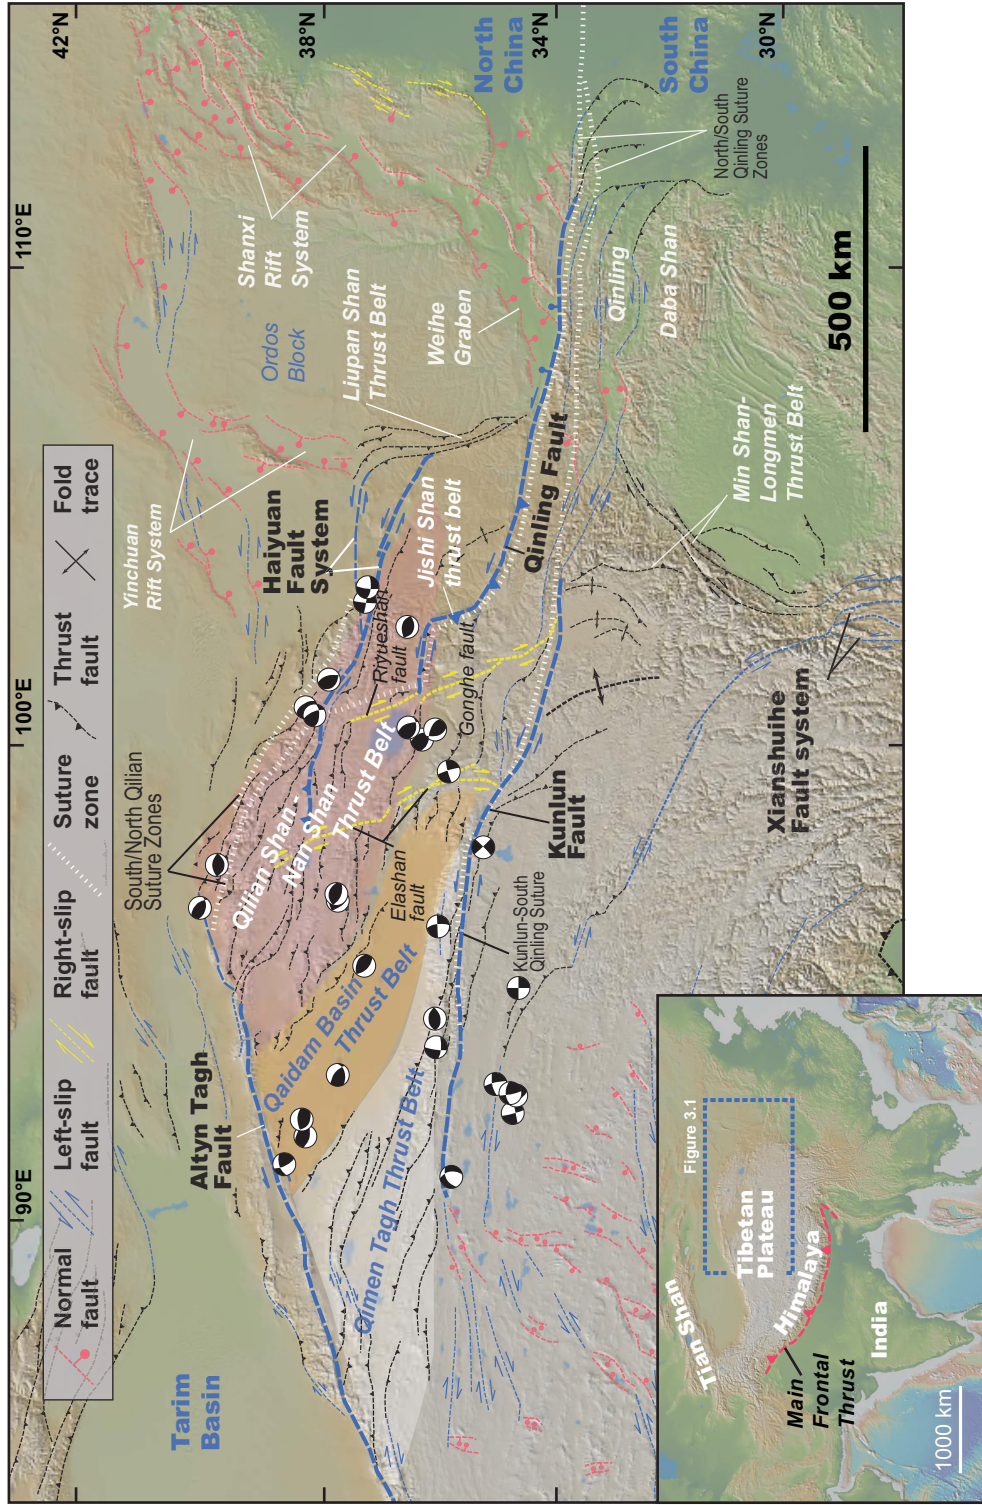 90°E
100°E
110°E
42°N
38°N
34°N
30°N
Normal
fault
Left-slip
fault
Right-slip
fault
Suture
zone
Thrust
fault
Fold
trace
Tarim
Basin
Altyn Tagh
Fault
South/North Qilian
Suture Zones
Yinchuan
Rift System
Haiyuan
Fault
System
Shanxi
Rift
System
Ordos
Block
Liupan Shan
Thrust Belt
Weihe
Graben
North
China
South
China
North/South
Qinling Suture
Zones
Qilian Shan-
Nan Shan
Thrust Belt
Riyueshan
fault
Jishi Shan
thrust belt
Gonghe fault
Elashan
fault
Qaidam Basin
Thrust Belt
Qimen Tagh Thrust Belt
Kunlun-South
Qinling Suture
Kunlun
Fault
Qinling Fault
Qinling
Daba Shan
Min Shan-
Longmen
Thrust Belt
Xianshuihe
Fault system
500 km
Tian Shan
Figure 3.1
Tibetan
Plateau
Himalaya
Main
Frontal
Thrust
India
1000 km